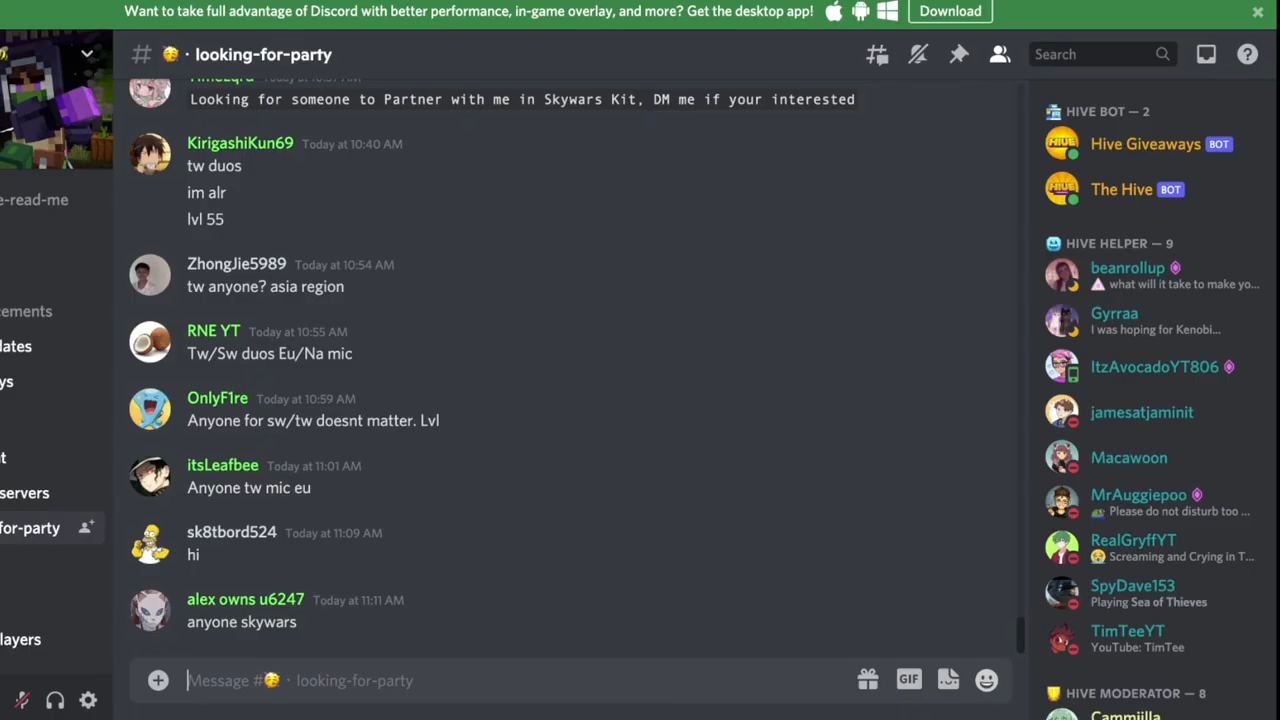 Want to take full advantage of Discord with better performance, in-game overlay, and more? Get the desktop app!
Download
looking-for-party
Search
Today at 10:37 AM
Looking for someone to Partner with me in Skywars Kit, DM me if your interested
KirigashiKun69 Today at 10:40 AM
tw duos
im alr
lvl 55
ZhongJie5989 Today at 10:54 AM
tw anyone? asia region
RNE YT Today at 10:55 AM
Tw/Sw duos Eu/Na mic
OnlyF1re Today at 10:59 AM
Anyone for sw/tw doesnt matter. Lvl
itsLeafbee Today at 11:01 AM
Anyone tw mic eu
sk8tbord524 Today at 11:09 AM
hi
alex owns u6247 Today at 11:11 AM
anyone skywars
Message # · looking-for-party
GIF
e-read-me
cements
lates
ys
t
servers
for-party
layers
HIVE BOT — 2
Hive Giveaways BOT
The Hive BOT
HIVE HELPER — 9
beanrollup
what will it take to make yo...
Gyrraa
I was hoping for Kenobi...
ItzAvocadoYT806
jamesatjaminit
Macawoon
MrAuggiepoo
Please do not disturb too ...
RealGryffYT
Screaming and Crying in T...
SpyDave153
Playing Sea of Thieves
TimTeeYT
YouTube: TimTee
HIVE MODERATOR — 8
Cammiilla